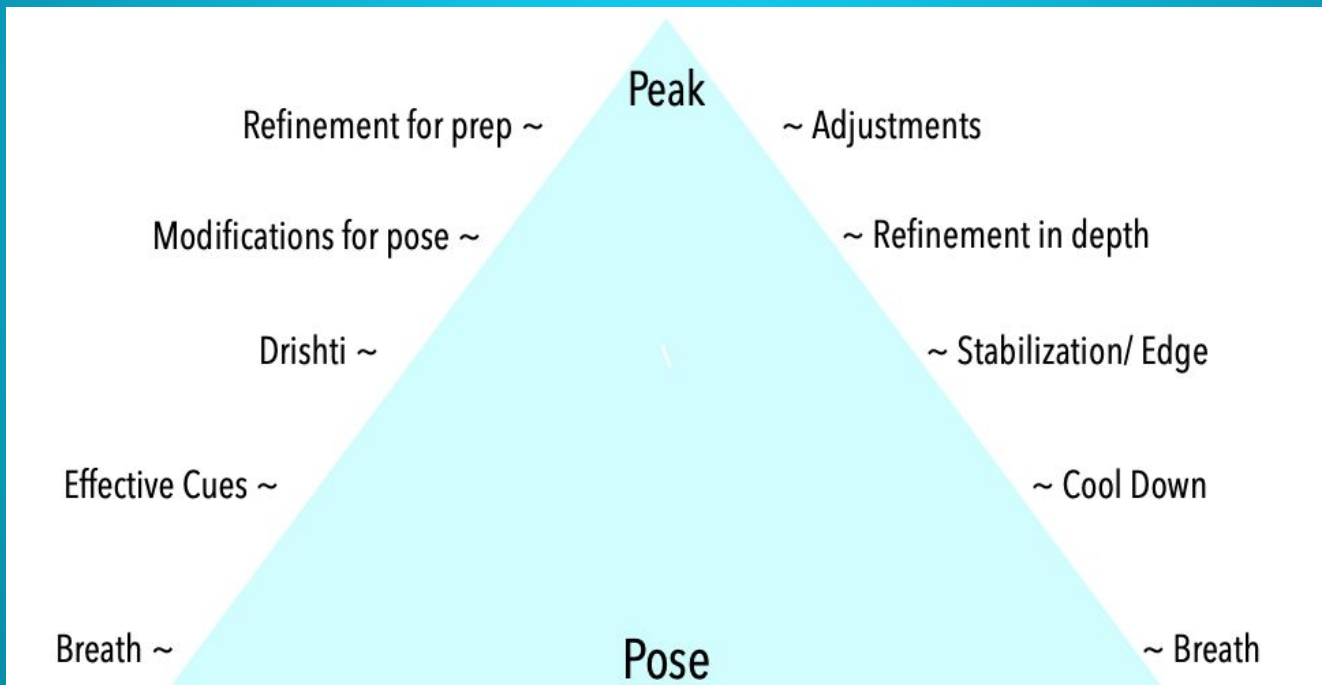 Peak
Refinement for prep ~
~ Adjustments
Modifications for pose ~
~ Refinement in depth
Drishti ~
~ Stabilization/ Edge
Effective Cues ~
~ Cool Down
Breath ~
Pose
~ Breath